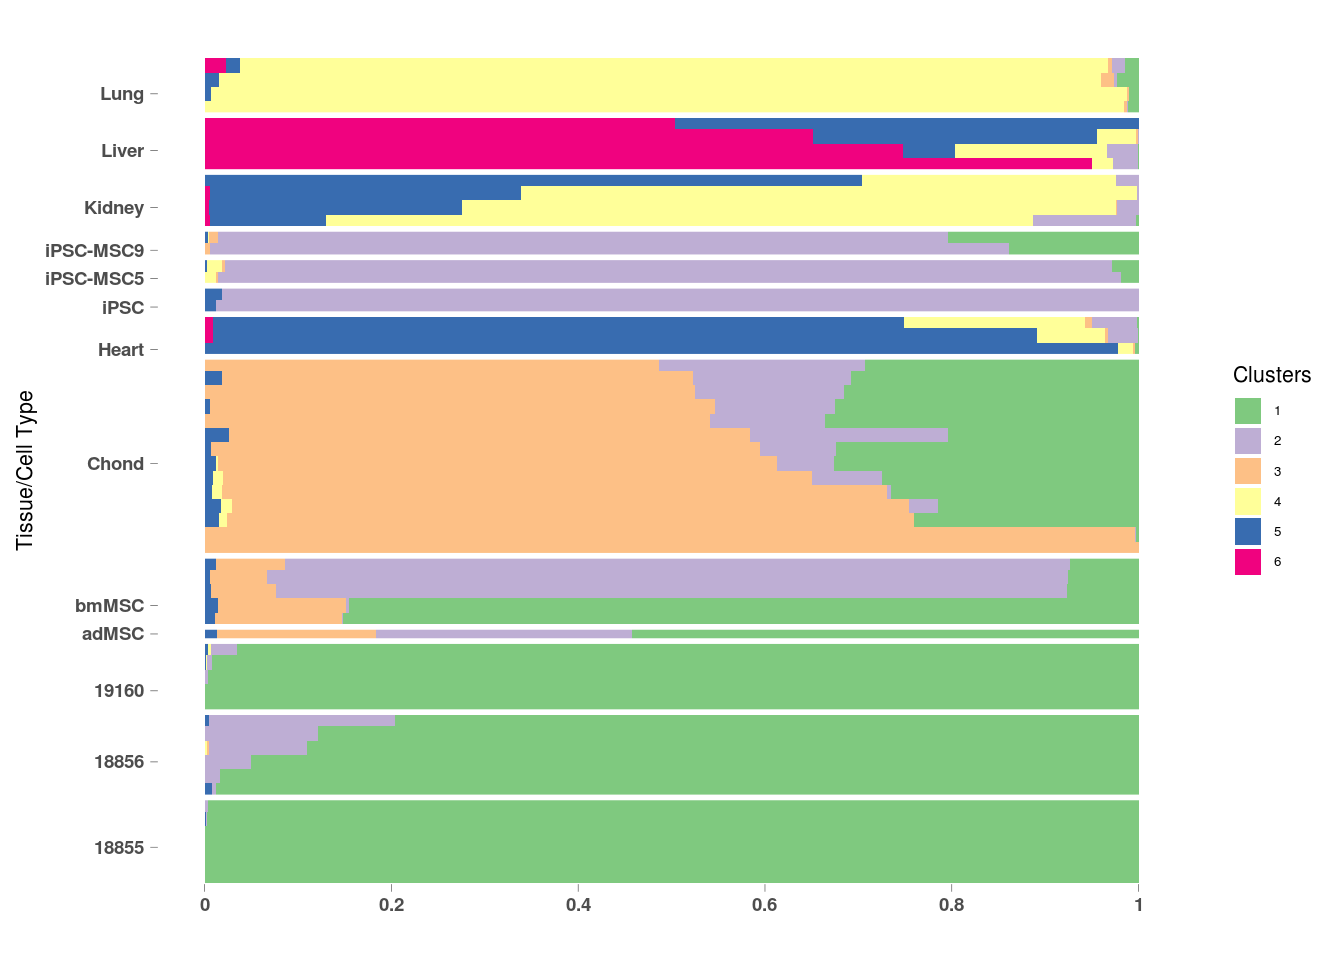 Lung
Liver
Kidney
iPSC-MSC9
iPSC-MSC5
iPSC
Heart
Chond
bmMSC
adMSC
19160
18856
18855
Tissue/Cell Type
0 0.2 0.4 0.6 0.8 1
Clusters
1
2
3
4
5
6